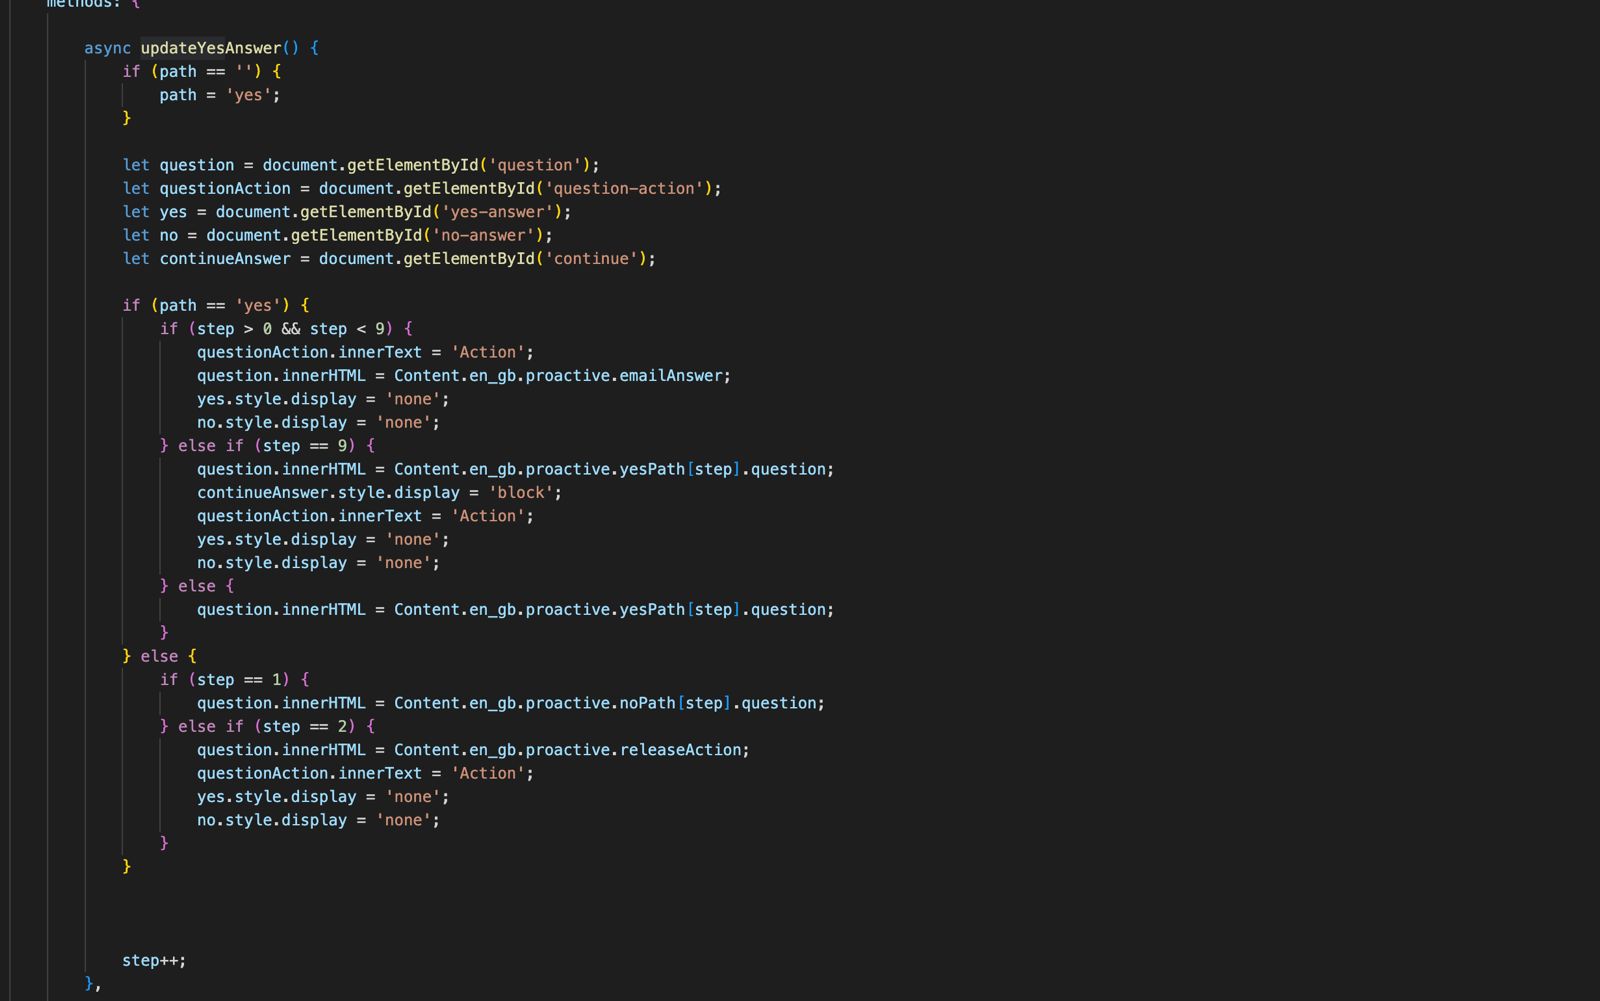 methods: {
async updateYesAnswer() {
if (path == '') {
path = 'yes';
}
let question = document.getElementById('question');
let questionAction = document.getElementById('question-action');
let yes = document.getElementById('yes-answer');
let no = document.getElementById('no-answer');
let continueAnswer = document.getElementById('continue');
if (path == 'yes') {
if (step > 0 && step < 9) {
questionAction.innerText = 'Action';
question.innerHTML = Content.en_gb.proactive.emailAnswer;
yes.style.display = 'none';
no.style.display = 'none';
} else if (step == 9) {
question.innerHTML = Content.en_gb.proactive.yesPath[step].question;
continueAnswer.style.display = 'block';
questionAction.innerText = 'Action';
yes.style.display = 'none';
no.style.display = 'none';
} else {
question.innerHTML = Content.en_gb.proactive.yesPath[step].question;
}
} else {
if (step == 1) {
question.innerHTML = Content.en_gb.proactive.noPath[step].question;
} else if (step == 2) {
question.innerHTML = Content.en_gb.proactive.releaseAction;
questionAction.innerText = 'Action';
yes.style.display = 'none';
no.style.display = 'none';
}
}
step++;
},